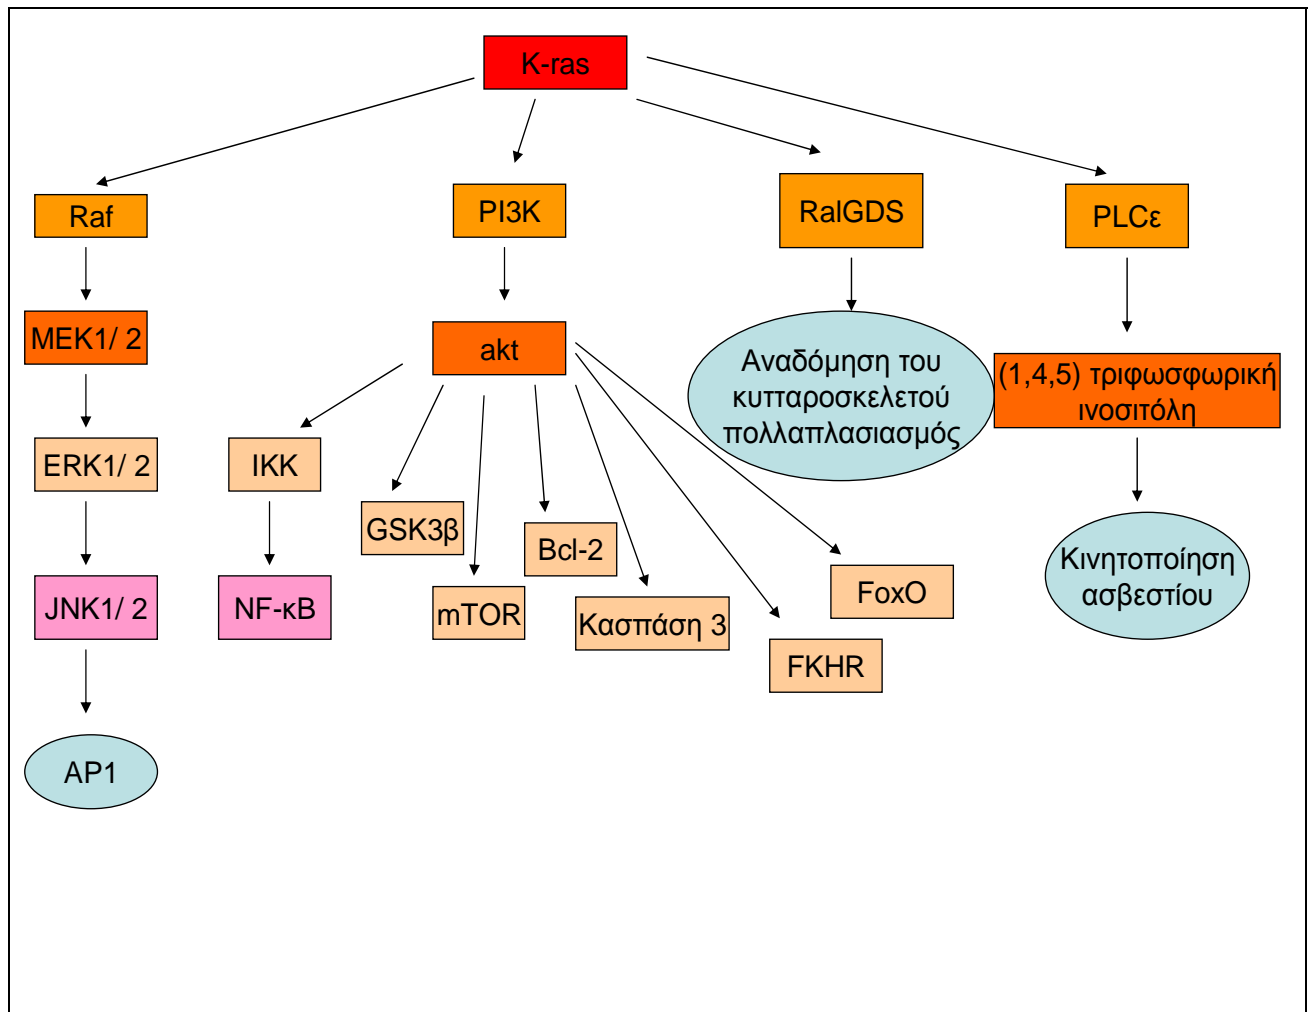 K-ras
Raf
PI3K
RalGDS
PLCε
MEK1/ 2
akt
Αναδόμηση του
κυτταροσκελετού
πολλαπλασιασμός
(1,4,5) τριφωσφωρική
ινοσιτόλη
ERK1/ 2
IKK
GSK3β
Bcl-2
Κινητοποίηση
ασβεστίου
JNK1/ 2
NF-κB
mTOR
Κασπάση 3
FoxO
FKHR
AP1